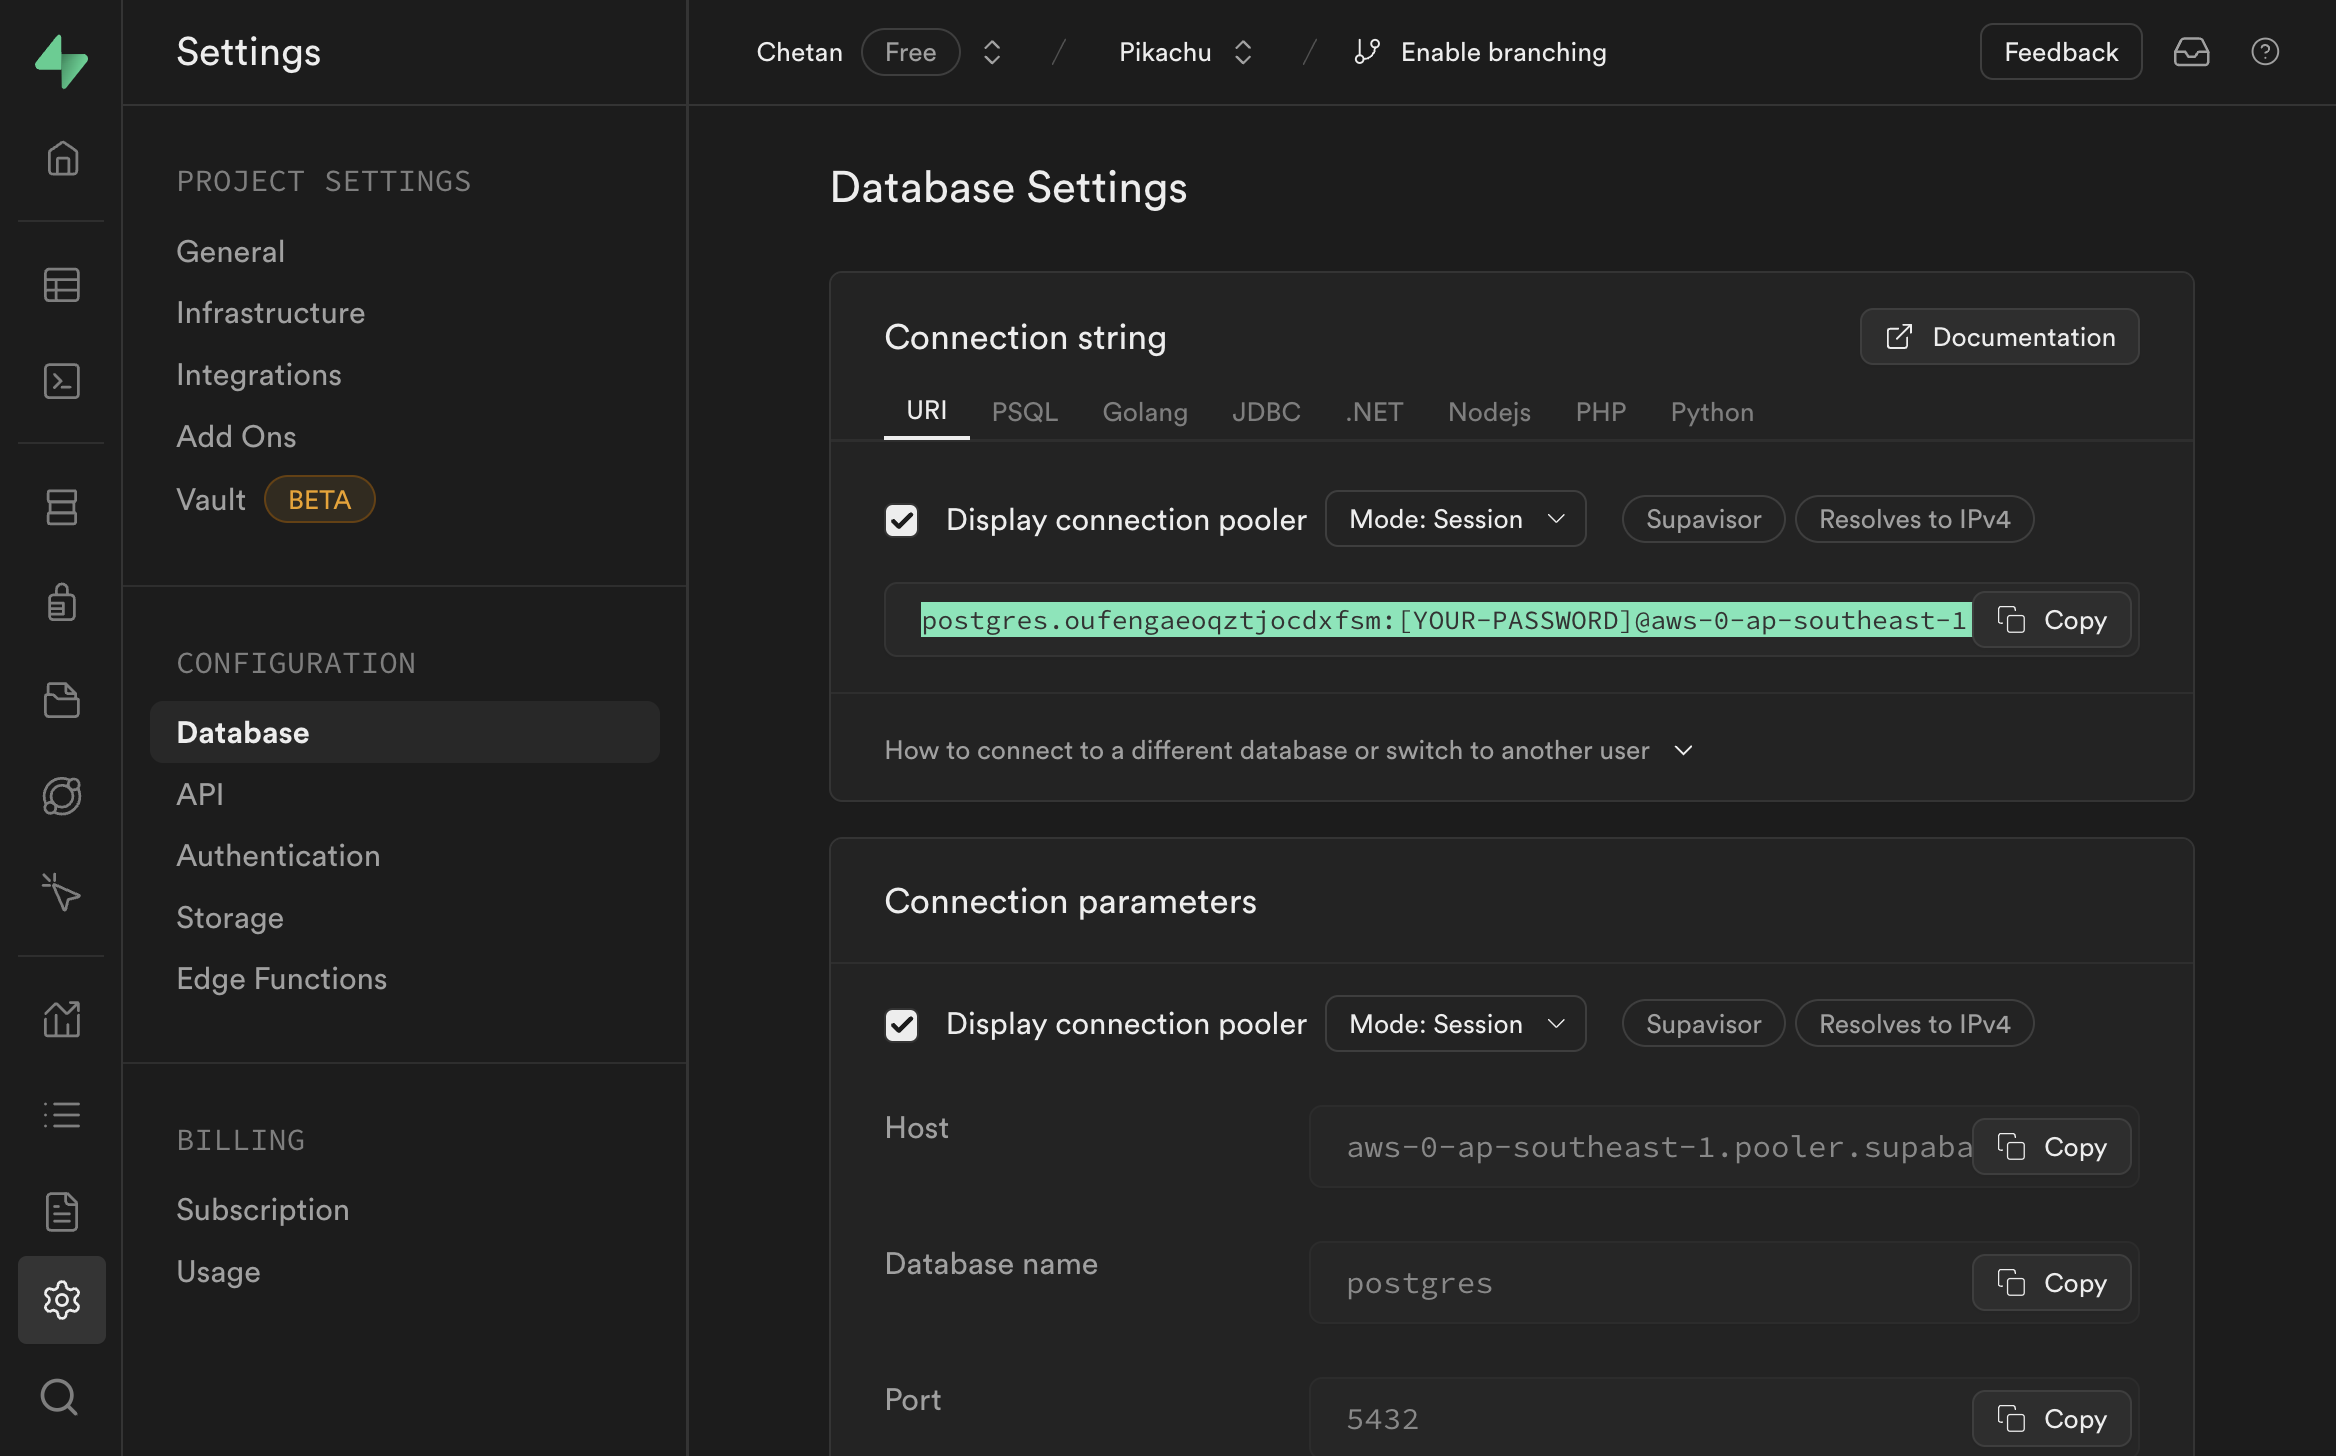 Settings
Chetan Free / Pikachu / Enable branching
Feedback
PROJECT SETTINGS
General
Infrastructure
Integrations
Add Ons
Vault BETA
CONFIGURATION
Database
API
Authentication
Storage
Edge Functions
BILLING
Subscription
Usage
Database Settings
Connection string
Documentation
URI PSQL Golang JDBC .NET Nodejs PHP Python
Display connection pooler Mode: Session Supavisor Resolves to IPv4
postgres.oufengaeoqztjocdxfsm:[YOUR-PASSWORD]@aws-0-ap-southeast-1 Copy
How to connect to a different database or switch to another user
Connection parameters
Display connection pooler Mode: Session Supavisor Resolves to IPv4
Host aws-0-ap-southeast-1.pooler.supaba Copy
Database name postgres Copy
Port 5432 Copy